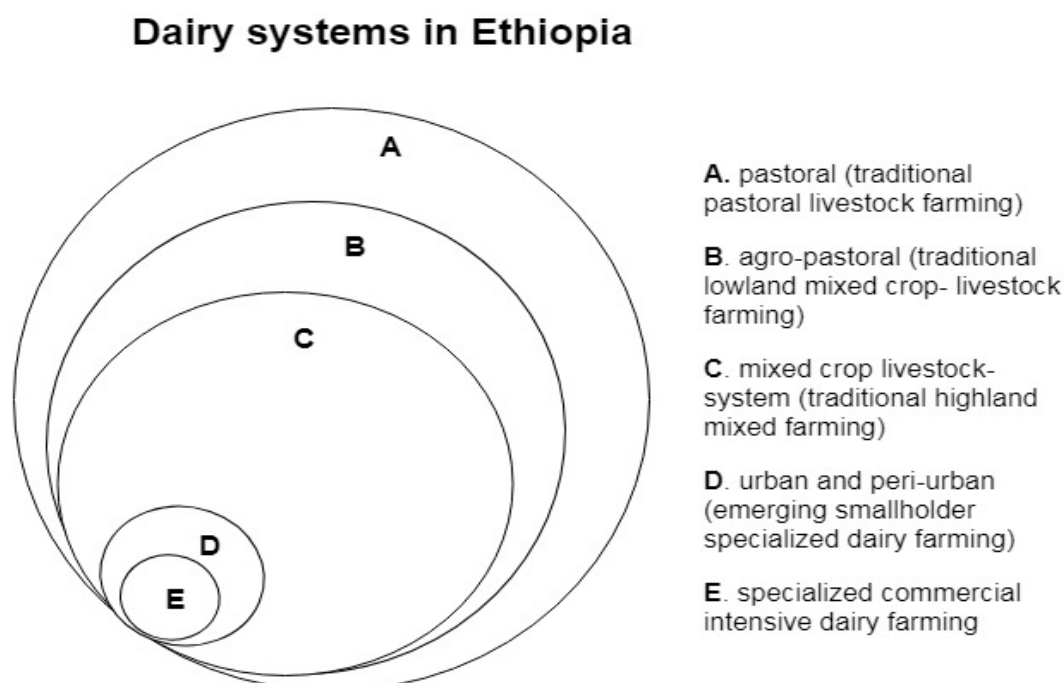 Dairy systems in Ethiopia
A
B
C
D
E
A. pastoral (traditional
pastoral livestock farming)
B. agro-pastoral (traditional
lowland mixed crop- livestock
farming)
C. mixed crop livestock-
system (traditional highland
mixed farming)
D. urban and peri-urban
(emerging smallholder
specialized dairy farming)
E. specialized commercial
intensive dairy farming